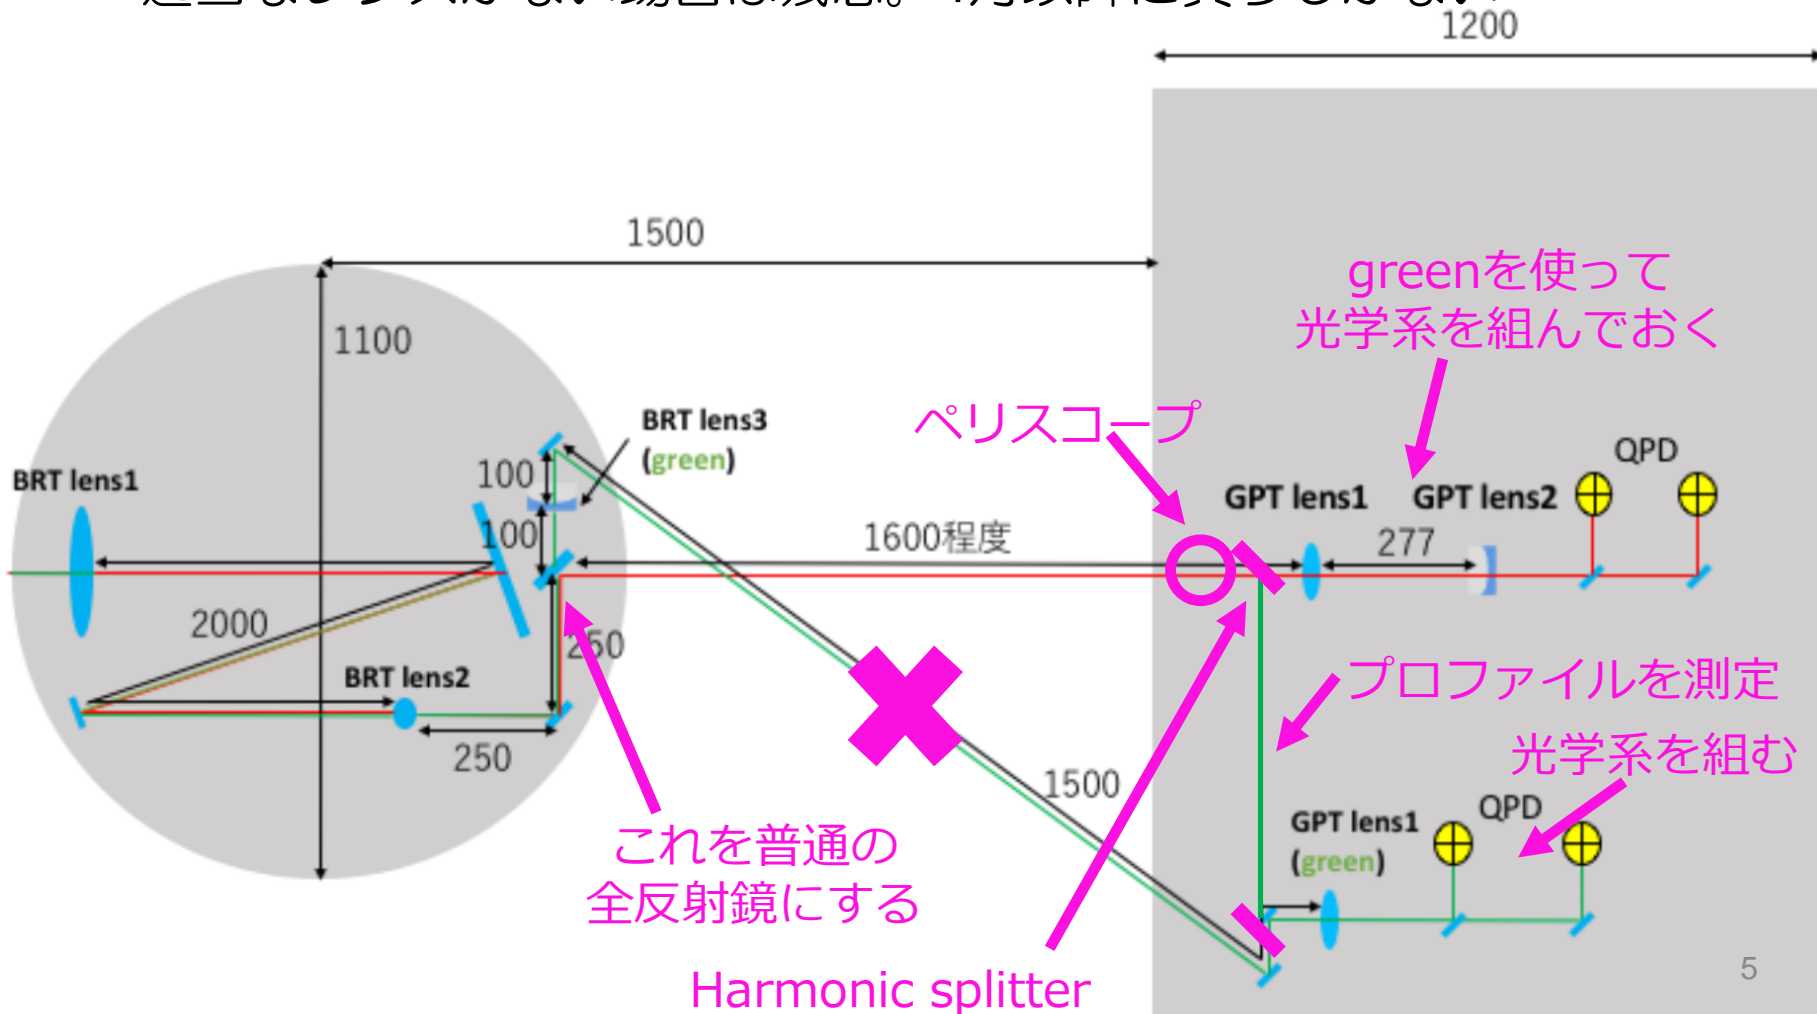 1200
1500
greenを使って
光学系を組んでおく
1100
ペリスコープ
BRT lens3
(green)
QPD
BRT lens1
100
GPT lens1
GPT lens2
100
1600程度
277
2000
250
BRT lens2
プロファイルを測定
光学系を組む
250
1500
QPD
GPT lens1
(green)
これを普通の
全反射鏡にする
Harmonic splitter
5